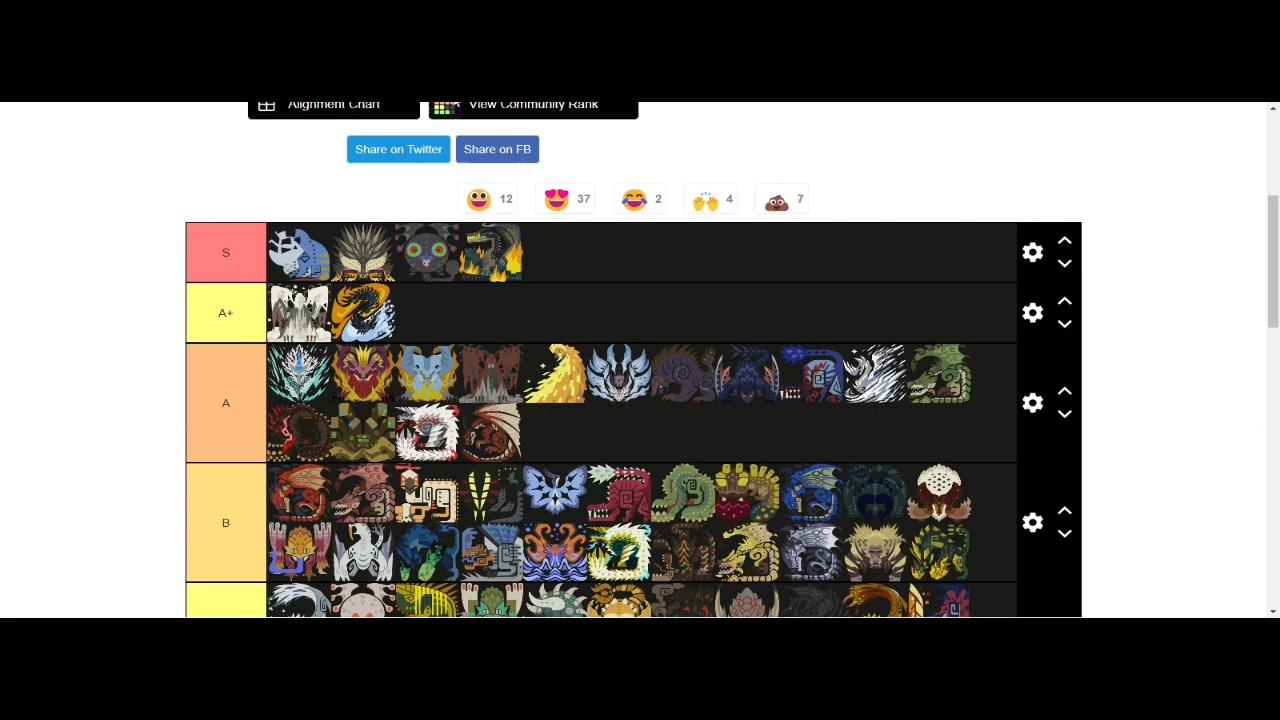 Alignment Chart
View Community Rank
Share on Twitter
Share on FB
12
37
2
4
7
S
A+
A
B